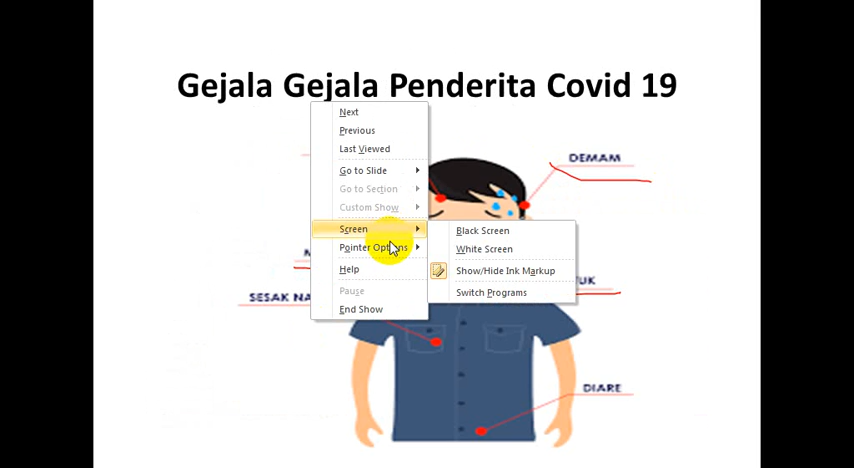 Gejala Gejala Penderita Covid 19
Next
Previous
Last Viewed
Go to Slide
Go to Section
Custom Show
Screen
Pointer Options
Help
Pause
End Show
Black Screen
White Screen
Show/Hide Ink Markup
Switch Programs
DEMAM
SESAK
DIARE